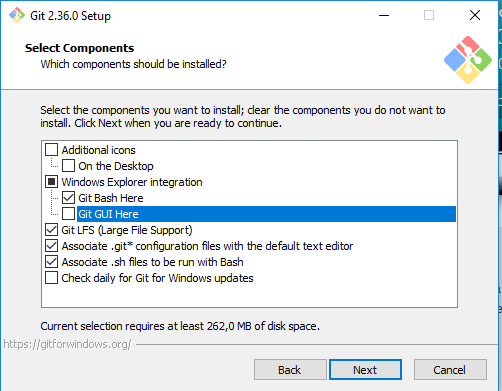 Git 2.36.0 Setup
Select Components
Which components should be installed?
Select the components you want to install; clear the components you do not want to
install. Click Next when you are ready to continue.
Additional icons
On the Desktop
Windows Explorer integration
Git Bash Here
Git GUI Here
Git LFS (Large File Support)
Associate .git* configuration files with the default text editor
Associate .sh files to be run with Bash
Check daily for Git for Windows updates
Current selection requires at least 262,0 MB of disk space.
https://gitforwindows.org/
Back
Next
Cancel